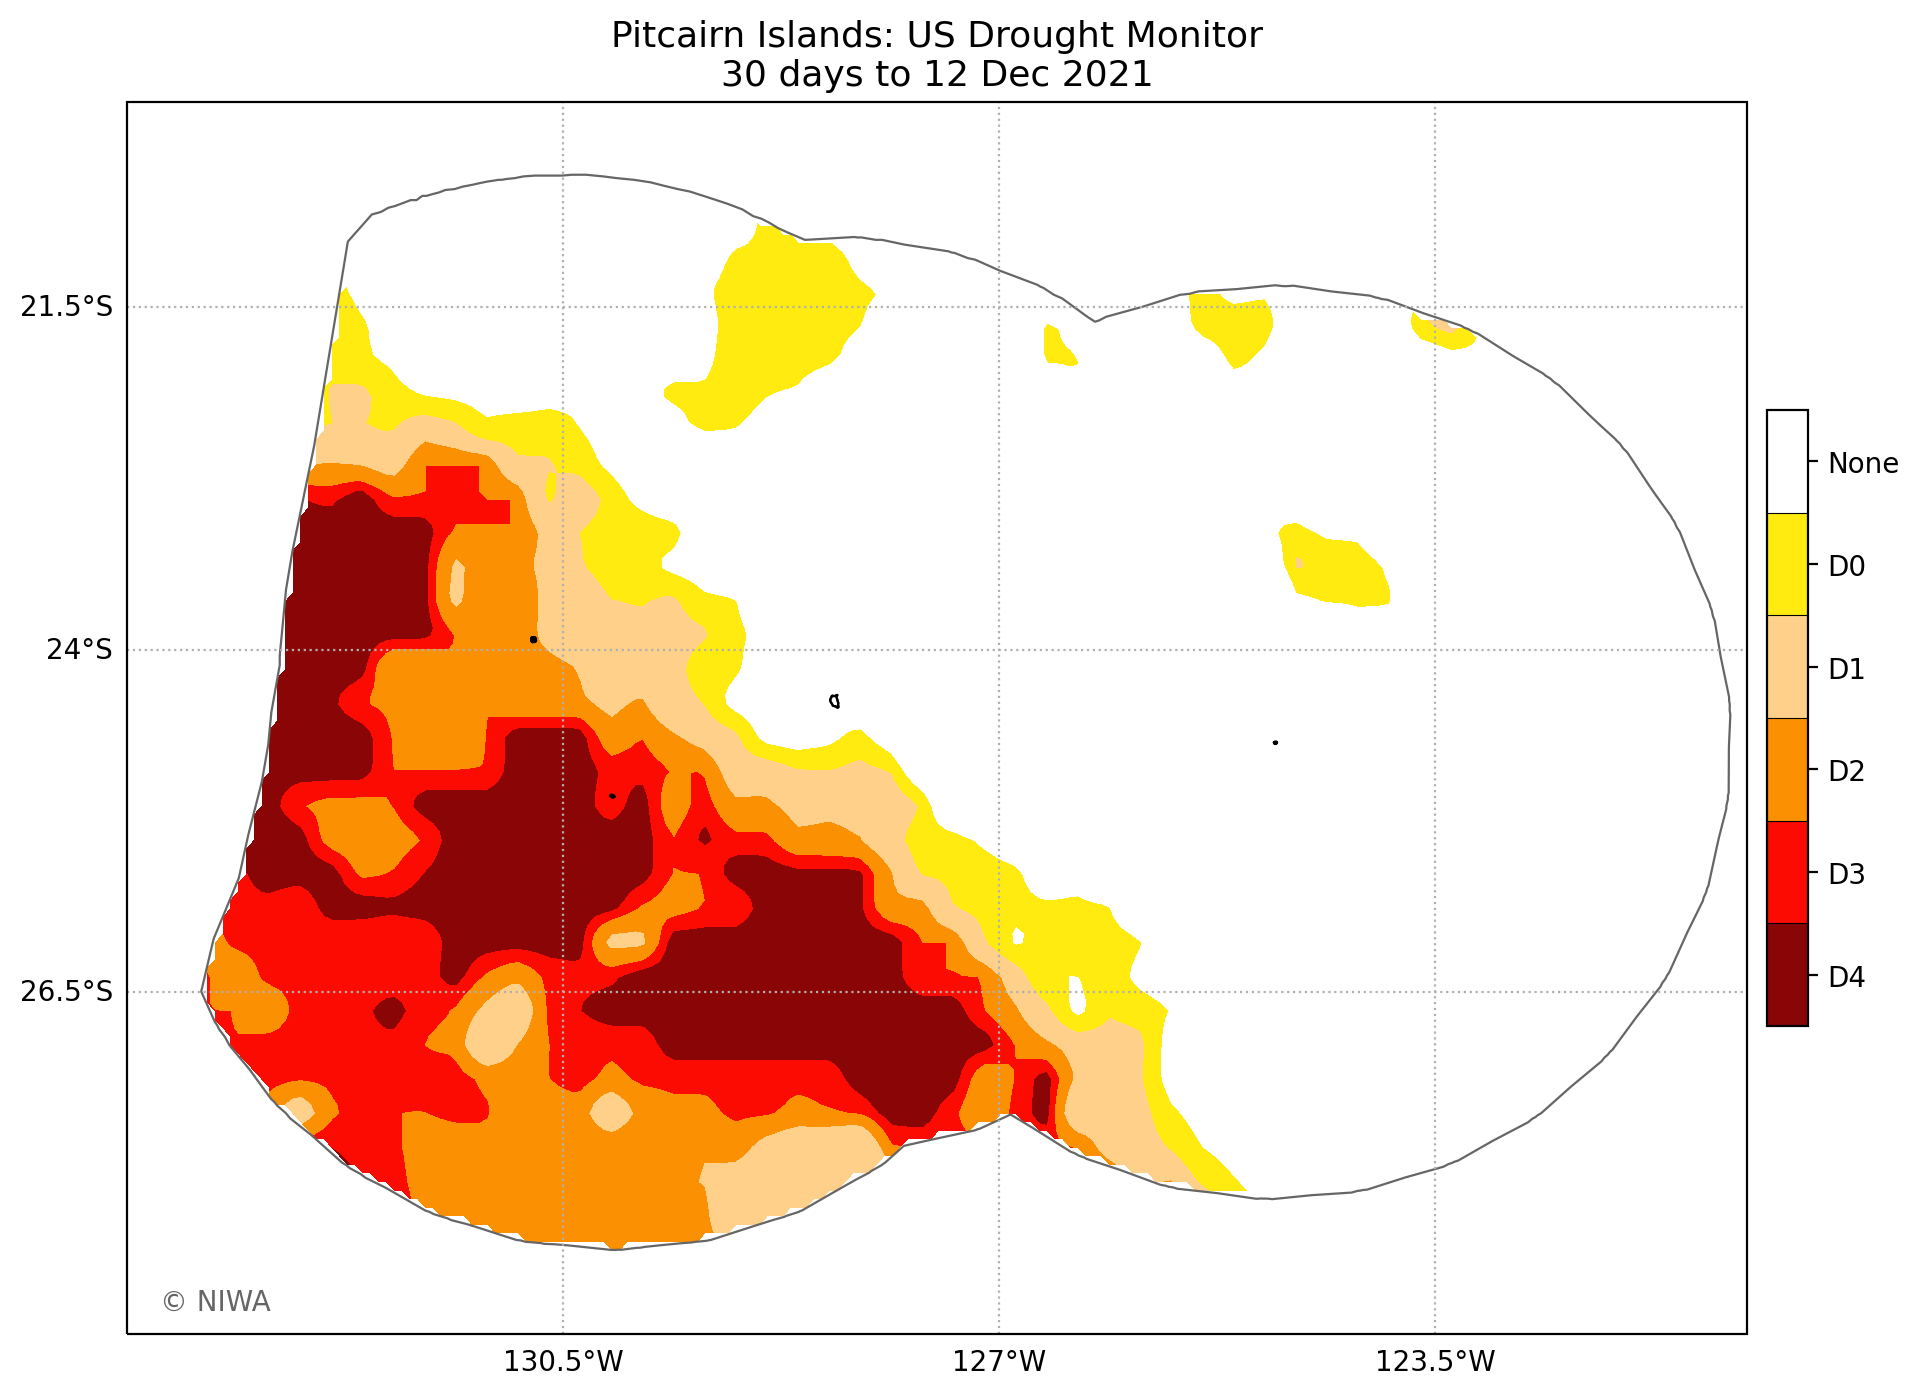 Pitcairn Islands: US Drought Monitor
30 days to 12 Dec 2021
21.5°S
24°S
26.5°S
130.5°W
127°W
123.5°W
None
D0
D1
D2
D3
D4
© NIWA